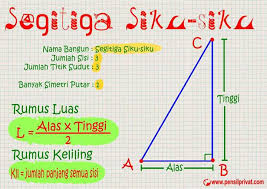 Segitiga Siku-siku
Nama Bangun : Segitiga Siku-siku
Jumlah Sisi : 3
Jumlah Titik Sudut : 3
Banyak Simetri Putar : 1
Rumus Luas
L = Alas x Tinggi
2
Rumus Keliling
Kll = jumlah panjang semua sisi
C
Tinggi
A
Alas
B
www.pensilprivat.com